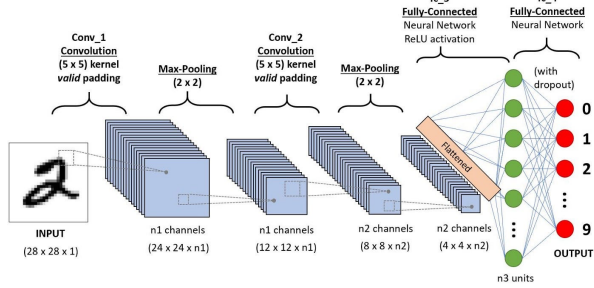 Conv_1
Convolution
(5 x 5) kernel
valid padding
Max-Pooling
(2 x 2)
Conv_2
Convolution
(5 x 5) kernel
valid padding
Max-Pooling
(2 x 2)
Fully-Connected
Neural Network
ReLU activation
Fully-Connected
Neural Network
(with
dropout)
Flattened
0
1
2
9
INPUT
(28 x 28 x 1)
n1 channels
(24 x 24 x n1)
n1 channels
(12 x 12 x n1)
n2 channels
(8 x 8 x n2)
n2 channels
(4 x 4 x n2)
n3 units
OUTPUT